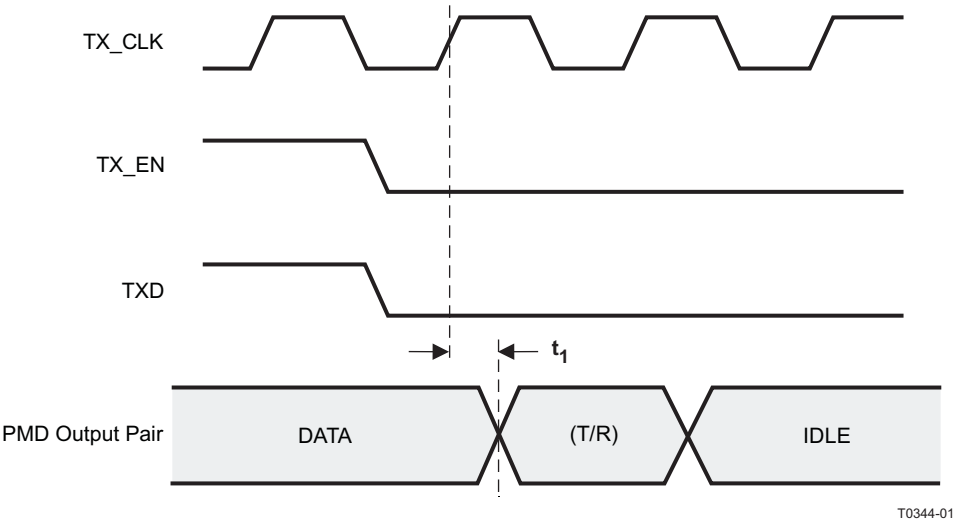 TX_CLK
TX_EN
TXD
t1
PMD Output Pair DATA (T/R) IDLE
T0344-01